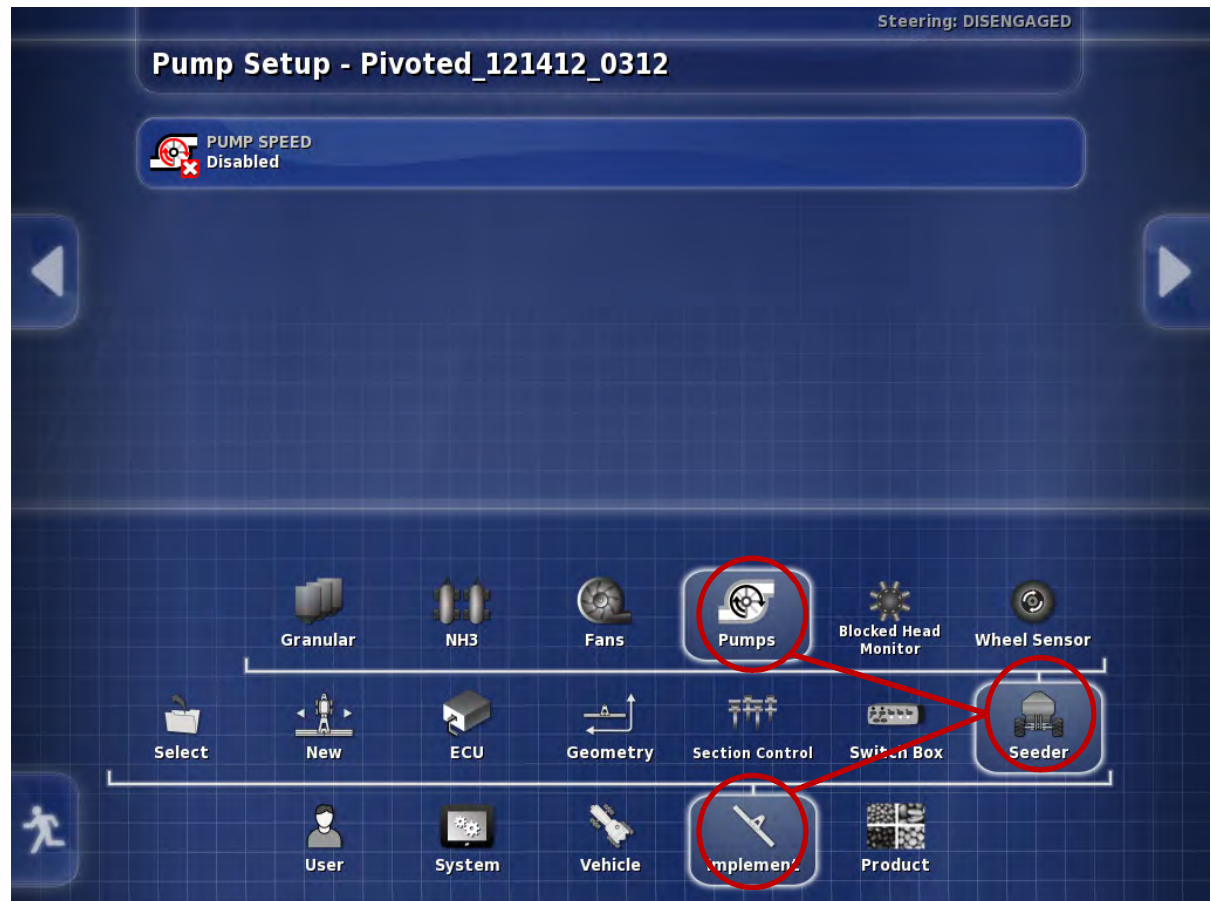 Steering: DISENGAGED
Pump Setup - Pivoted_121412_0312
PUMP SPEED
Disabled
Granular
NH3
Fans
Pumps
Blocked Head
Monitor
Wheel Sensor
Select
New
ECU
Geometry
Section Control
Switch Box
Seeder
User
System
Vehicle
Implement
Product